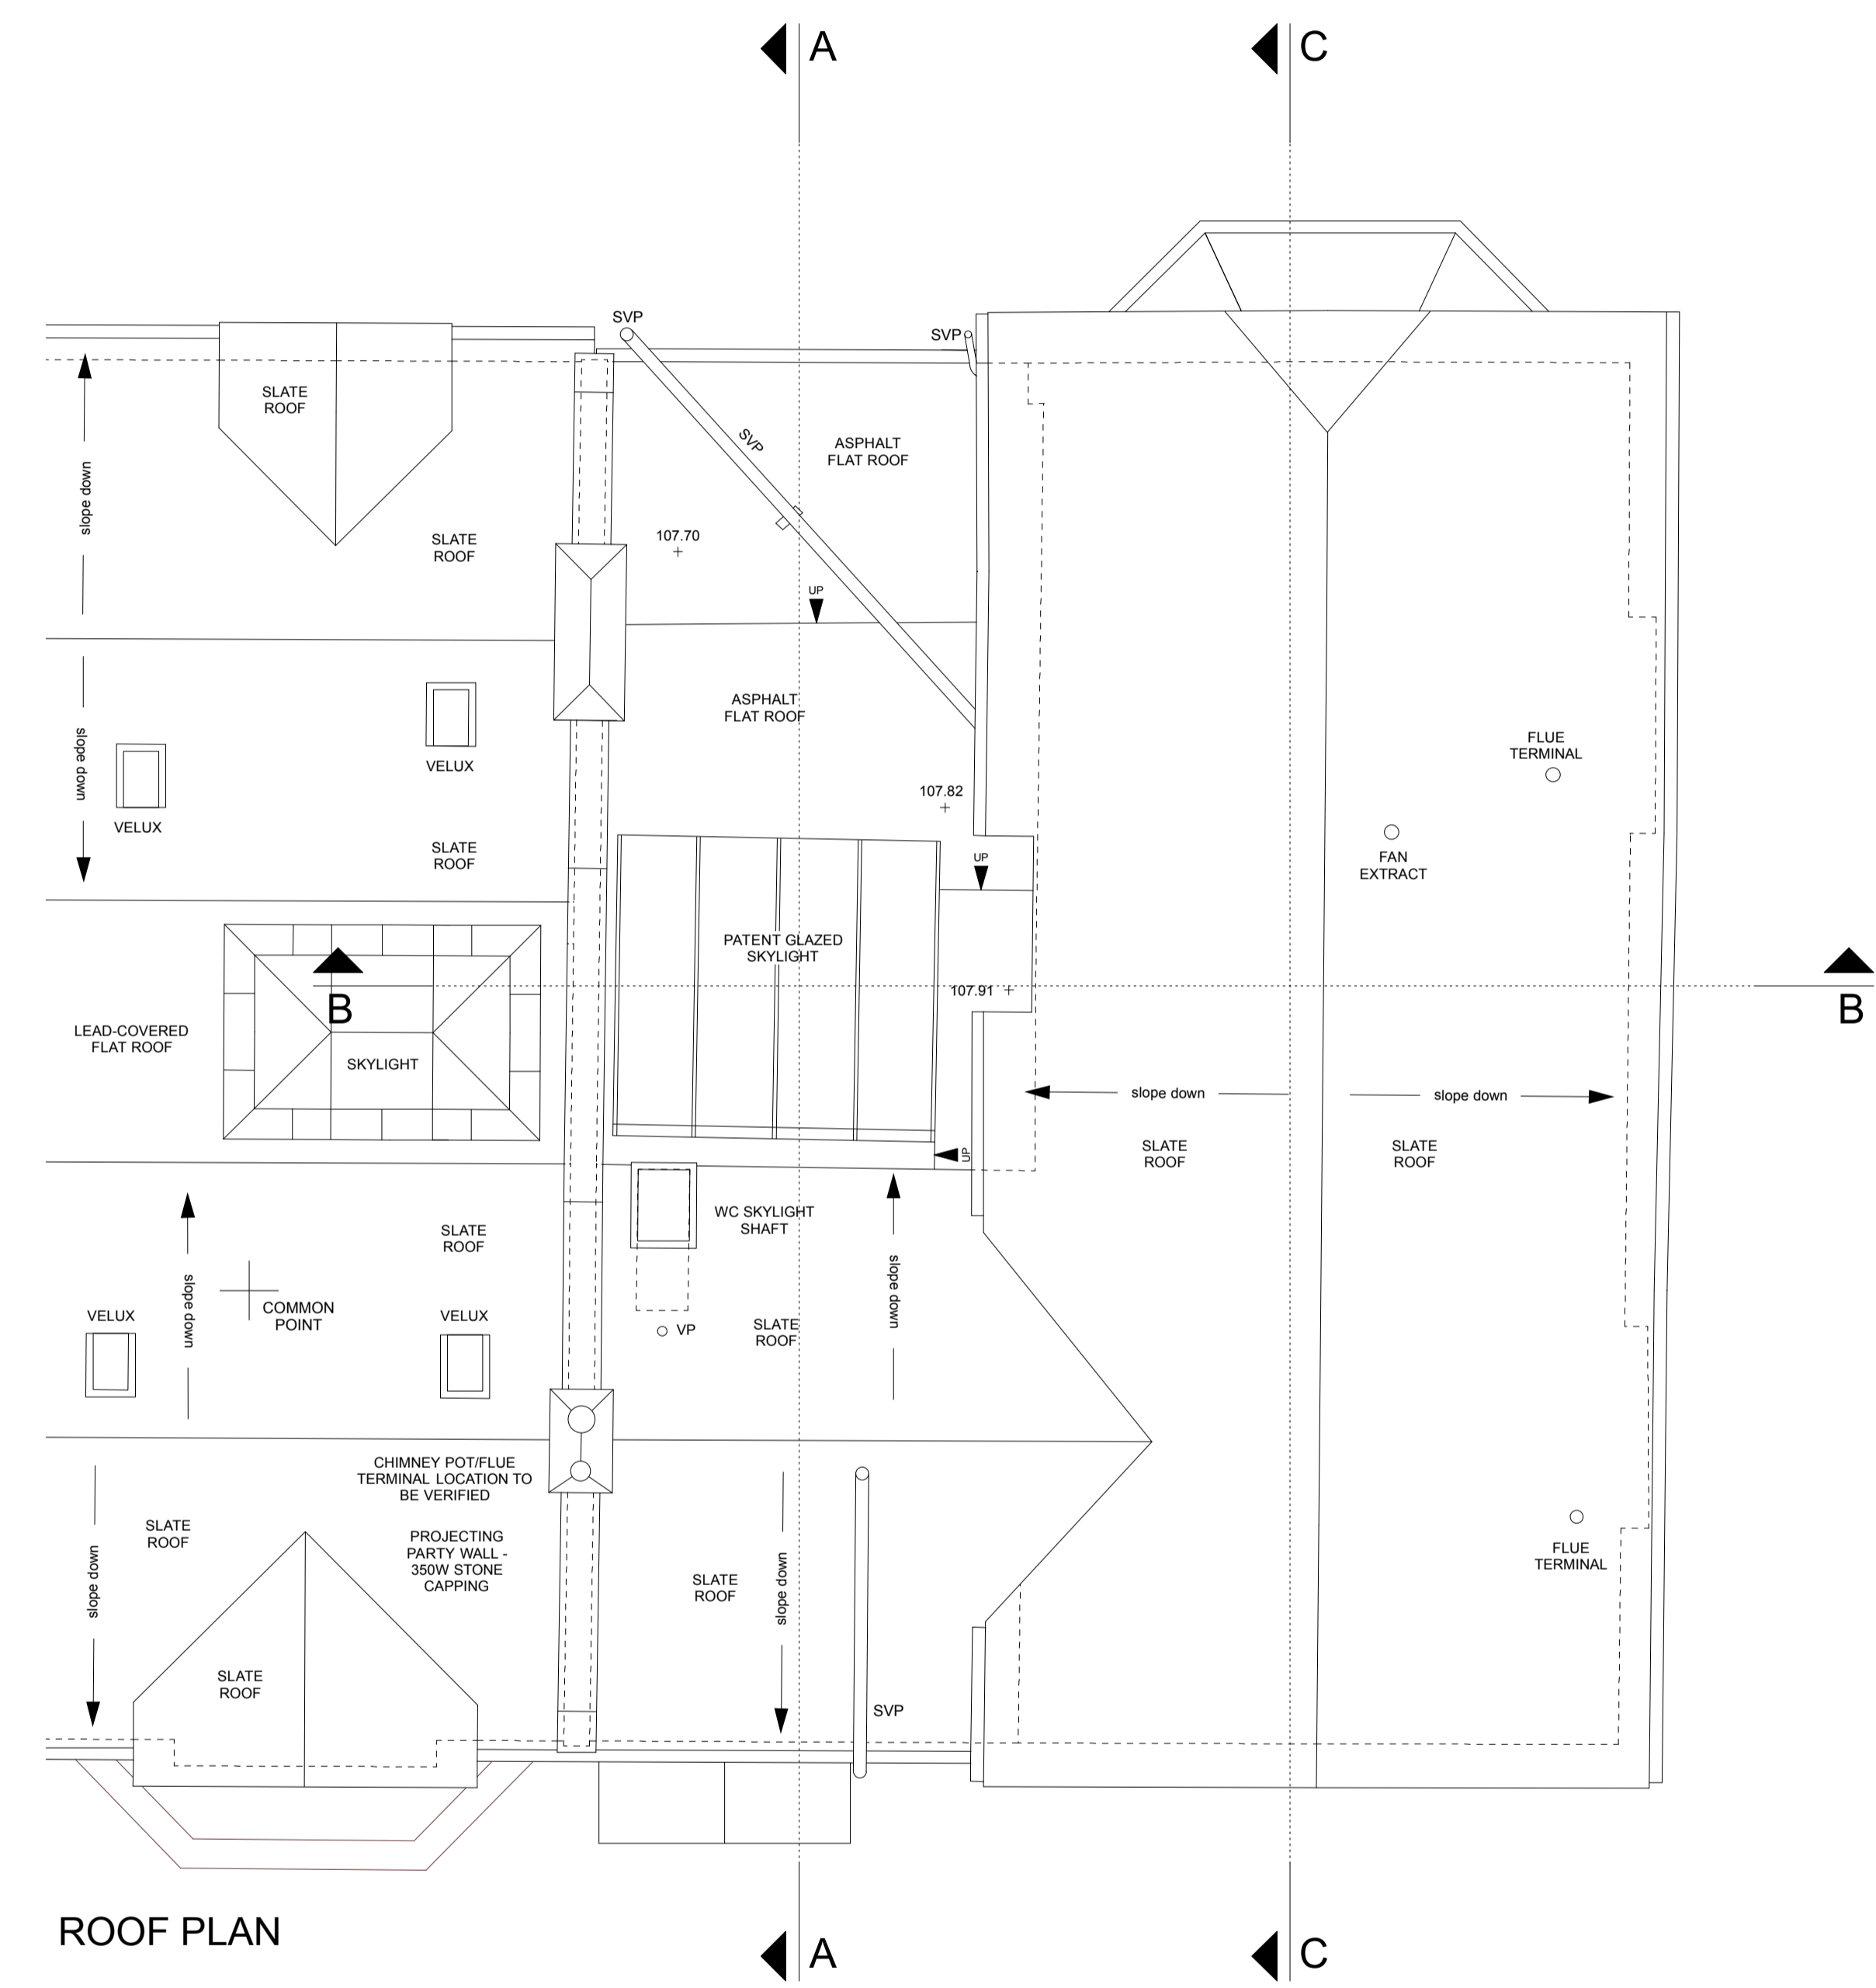 A
C
SVP
SVP
SLATE
ROOF
SVP
ASPHALT
FLAT ROOF
slope down
SLATE
ROOF
107.70
UP
ASPHALT
FLAT ROOF
VELUX
slope down
VELUX
SLATE
ROOF
107.82
FLUE
TERMINAL
UP
FAN
EXTRACT
PATENT GLAZED
SKYLIGHT
107.91
B
B
LEAD-COVERED
FLAT ROOF
SKYLIGHT
slope down
slope down
UP
SLATE
ROOF
SLATE
ROOF
WC SKYLIGHT
SHAFT
SLATE
ROOF
slope down
slope down
COMMON
POINT
VELUX
VELUX
VP
SLATE
ROOF
CHIMNEY POT/FLUE
TERMINAL LOCATION TO
BE VERIFIED
SLATE
ROOF
PROJECTING
PARTY WALL -
350W STONE
CAPPING
slope down
SLATE
ROOF
slope down
FLUE
TERMINAL
SLATE
ROOF
SVP
ROOF PLAN
A
C